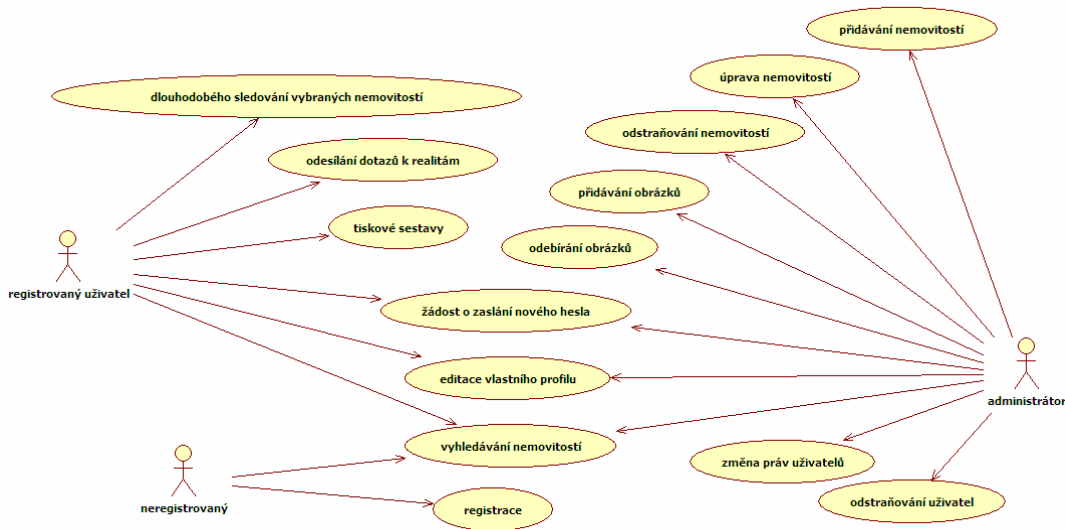 přidávání nemovitostí
úprava nemovitostí
dlouhodobého sledování vybraných nemovitostí
odstraňování nemovitostí
odesílání dotazů k realitám
přidávání obrázků
tiskové sestavy
odebírání obrázků
registrovaný uživatel
žádost o zaslání nového hesla
editace vlastního profilu
administrátor
vyhledávání nemovitostí
změna práv uživatelů
odstraňování uživatel
neregistrovaný
registrace